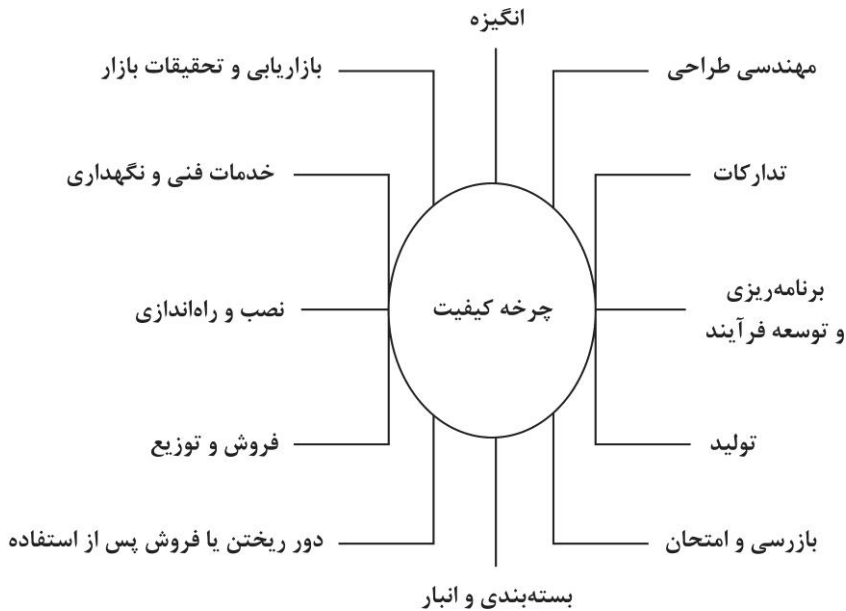 انگیزه
مهندسی طراحی
بازاریابی و تحقیقات بازار
تدارکات
خدمات فنی و نگهداری
برنامه‌ریزی
و توسعه فرآیند
چرخه کیفیت
نصب و راه‌اندازی
تولید
فروش و توزیع
بازرسی و امتحان
دور ریختن یا فروش پس از استفاده
بسته‌بندی و انبار